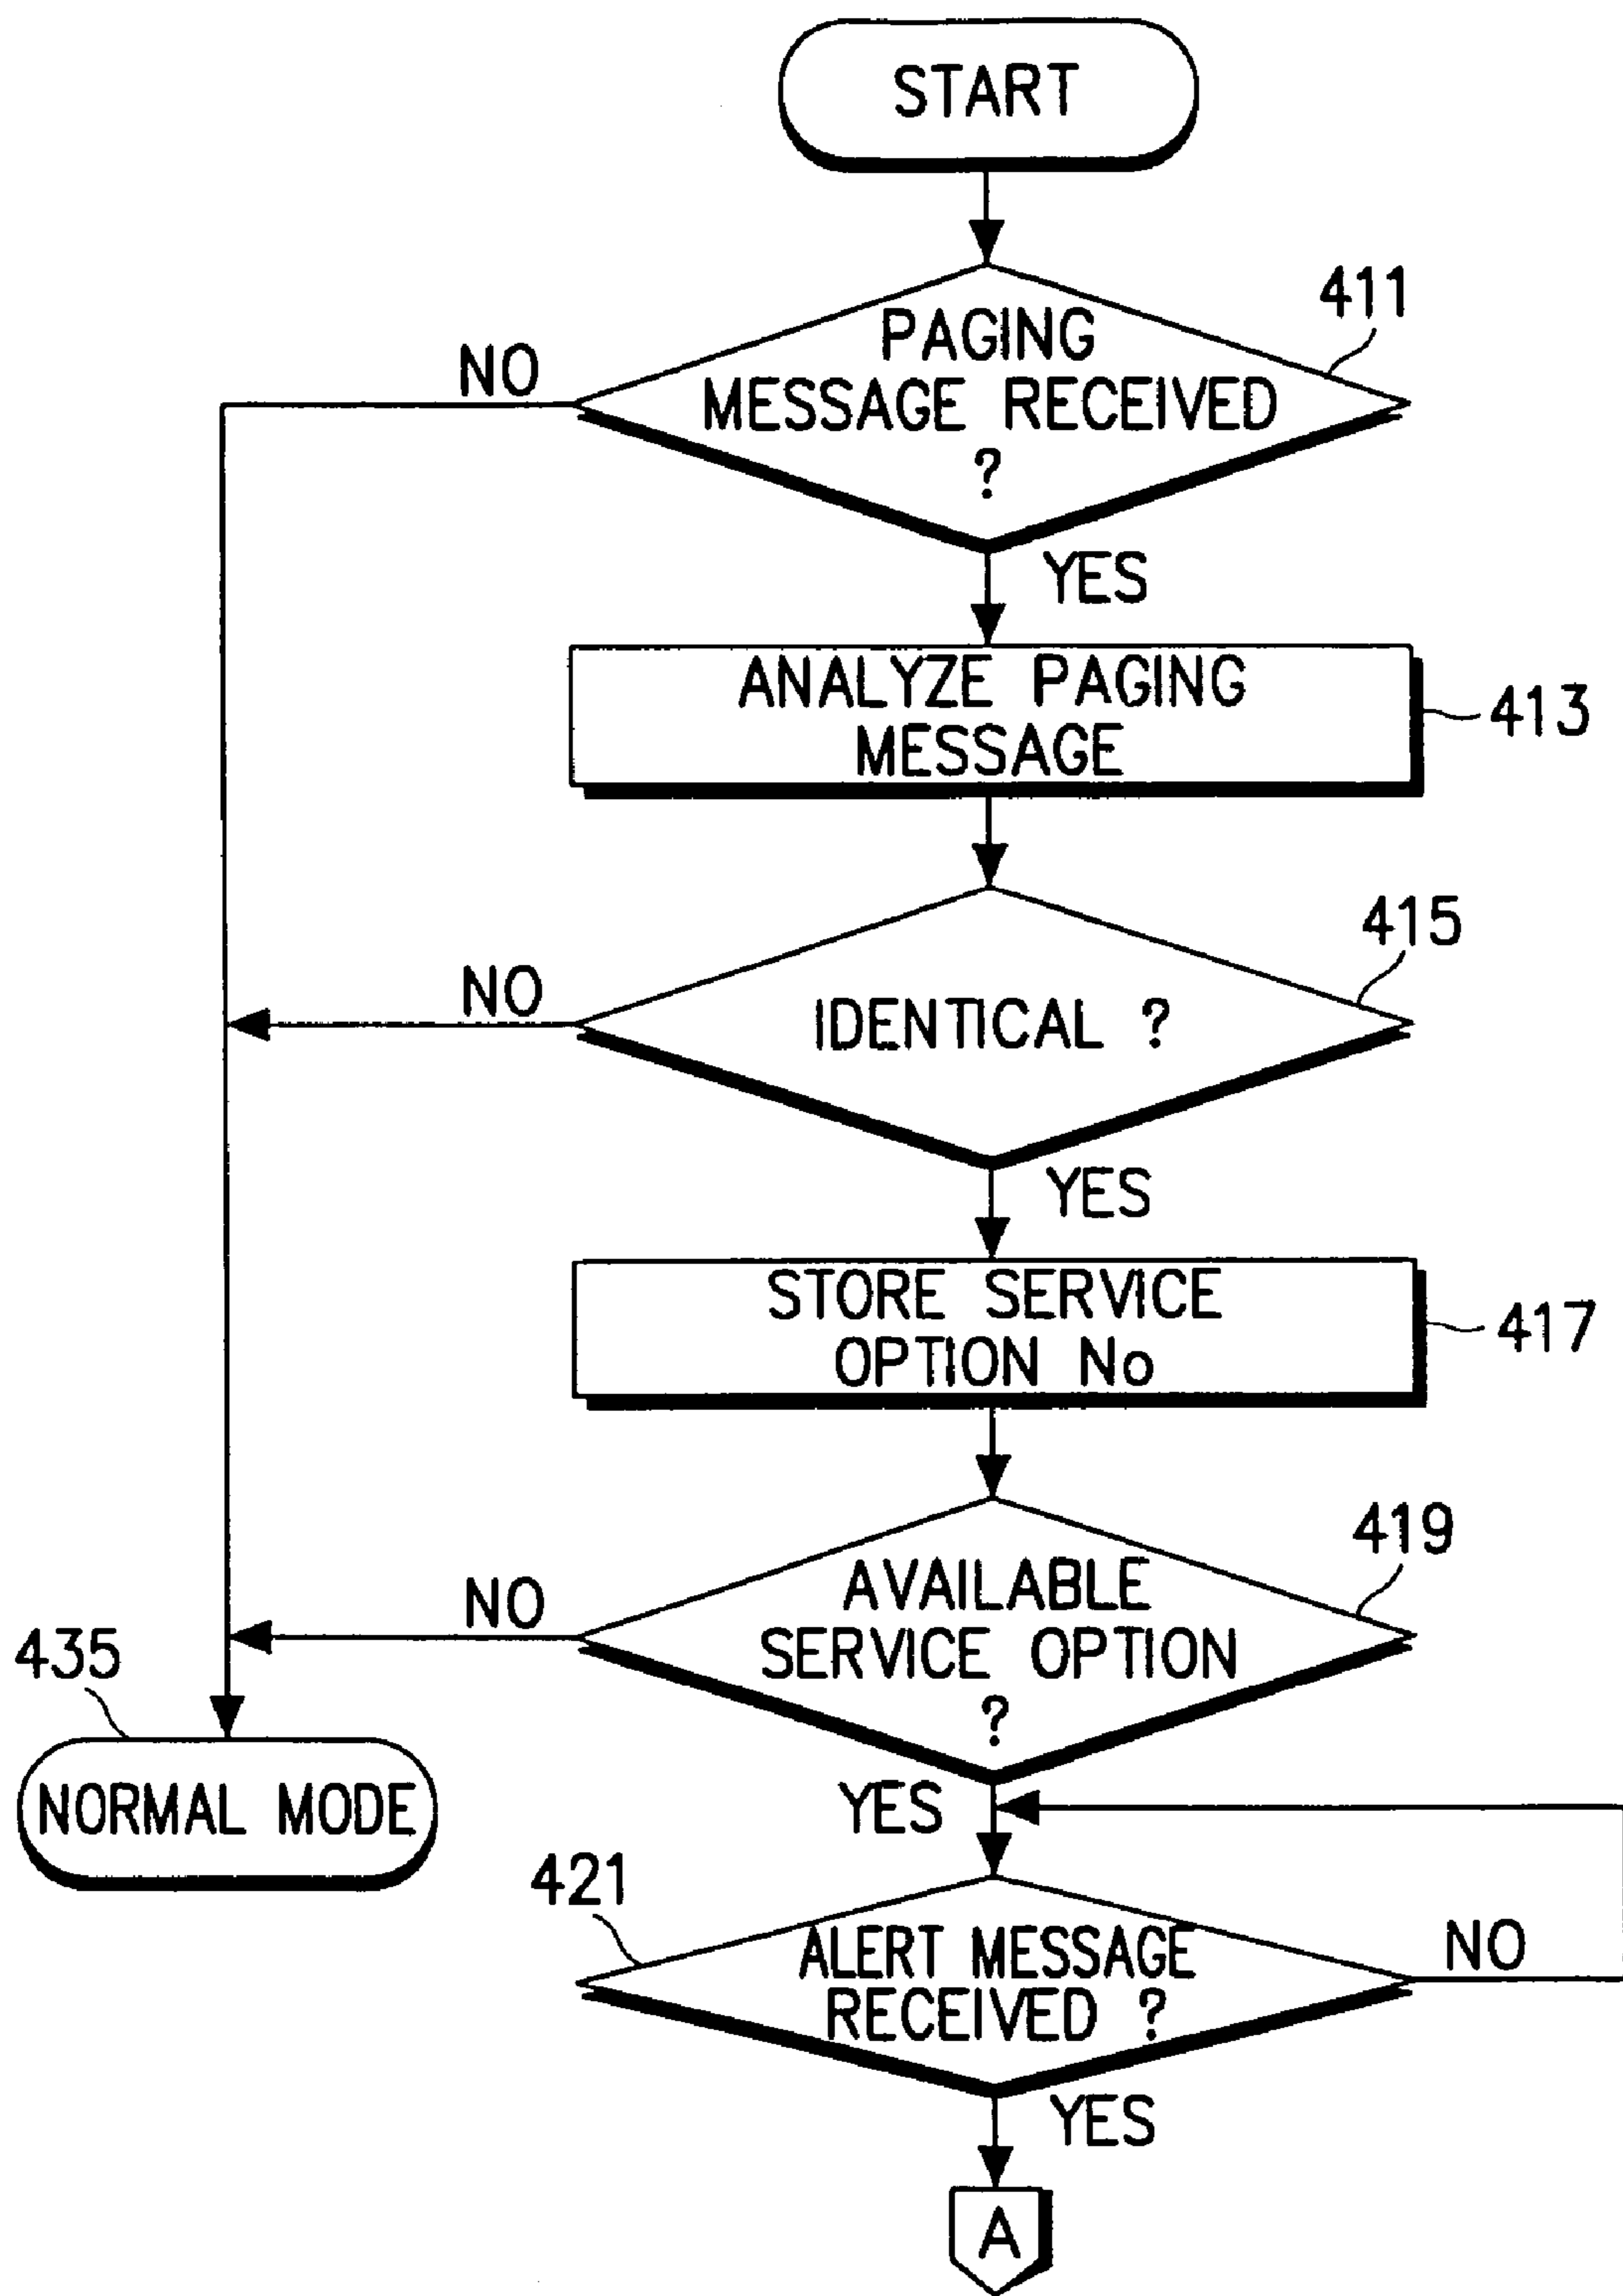 START
411
PAGING
MESSAGE RECEIVED
?
NO
YES
ANALYZE PAGING
MESSAGE
413
415
NO
IDENTICAL ?
YES
STORE SERVICE
OPTION No
417
419
NO
AVAILABLE
SERVICE OPTION
?
435
NORMAL MODE
YES
421
ALERT MESSAGE
RECEIVED ?
NO
YES
A